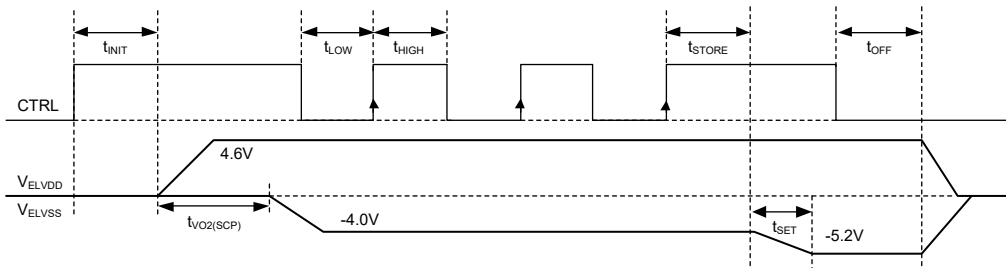 tINIT
tLOW
tHIGH
tSTORE
tOFF
CTRL
4.6V
VELVDD
VELVSS
tVO2(SCP)
-4.0V
tSET
-5.2V